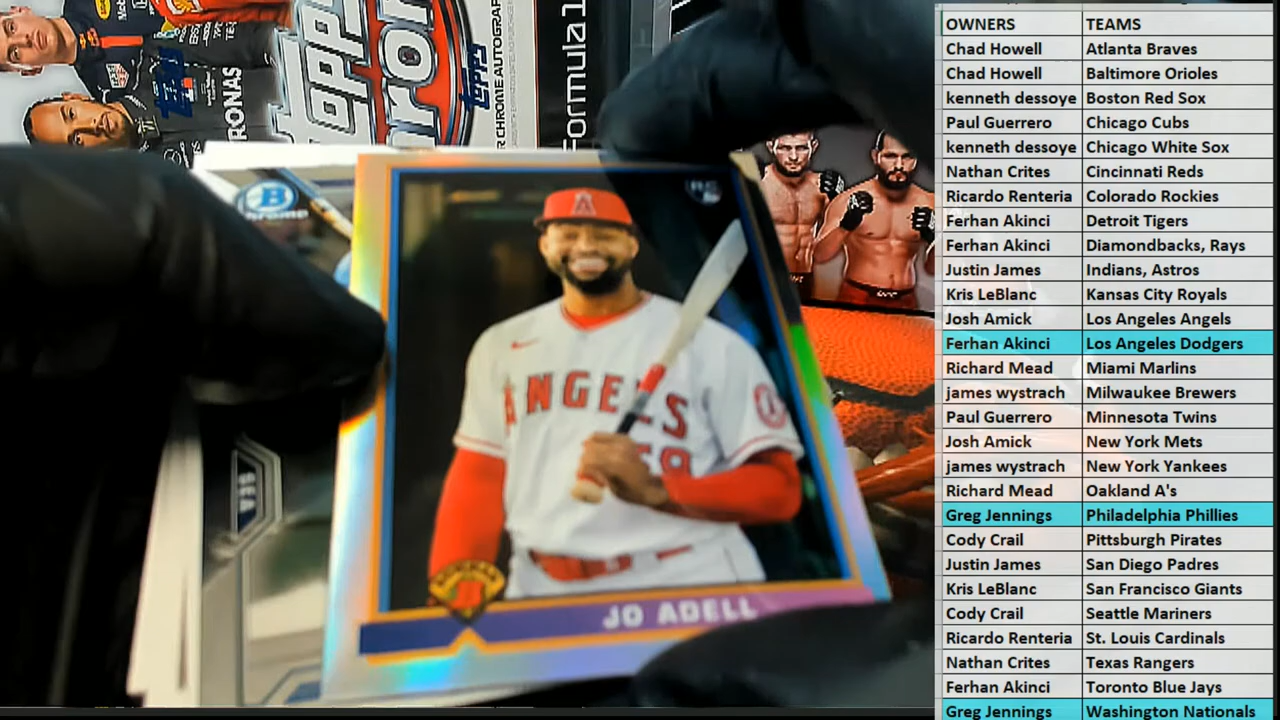 OWNERS TEAMS
Chad Howell Atlanta Braves
Chad Howell Baltimore Orioles
kenneth dessoye Boston Red Sox
Paul Guerrero Chicago Cubs
kenneth dessoye Chicago White Sox
Nathan Crites Cincinnati Reds
Ricardo Renteria Colorado Rockies
Ferhan Akinci Detroit Tigers
Ferhan Akinci Diamondbacks, Rays
Justin James Indians, Astros
Kris LeBlanc Kansas City Royals
Josh Amick Los Angeles Angels
Ferhan Akinci Los Angeles Dodgers
Richard Mead Miami Marlins
james wystrach Milwaukee Brewers
Paul Guerrero Minnesota Twins
Josh Amick New York Mets
james wystrach New York Yankees
Richard Mead Oakland A's
Greg Jennings Philadelphia Phillies
Cody Crail Pittsburgh Pirates
Justin James San Diego Padres
Kris LeBlanc San Francisco Giants
Cody Crail Seattle Mariners
Ricardo Renteria St. Louis Cardinals
Nathan Crites Texas Rangers
Ferhan Akinci Toronto Blue Jays
Greg Jennings Washington Nationals
ANGELS
JO ADELL
B
chrome
Topps
topps
Formula 1
RONAS